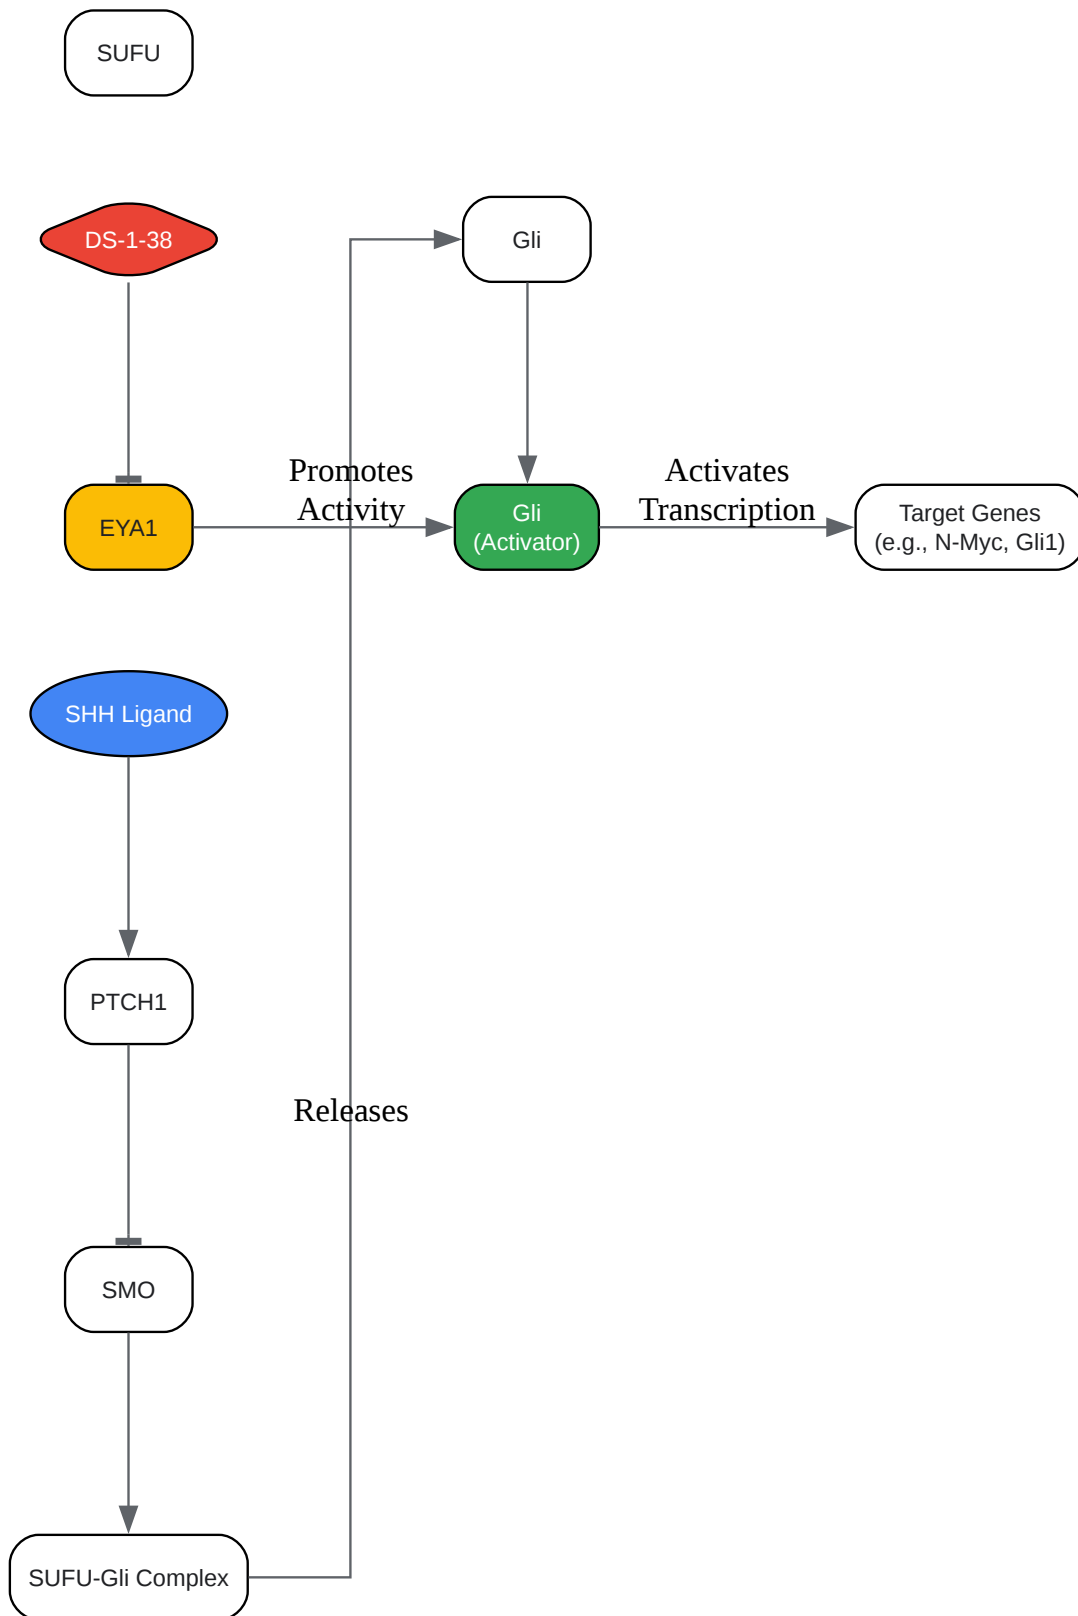 SUFU
DS-1-38
Gli
Promotes
Activity
Activates
Transcription
EYA1
Gli
(Activator)
Target Genes
(e.g., N-Myc, Gli1)
SHH Ligand
PTCH1
Releases
SMO
SUFU-Gli Complex